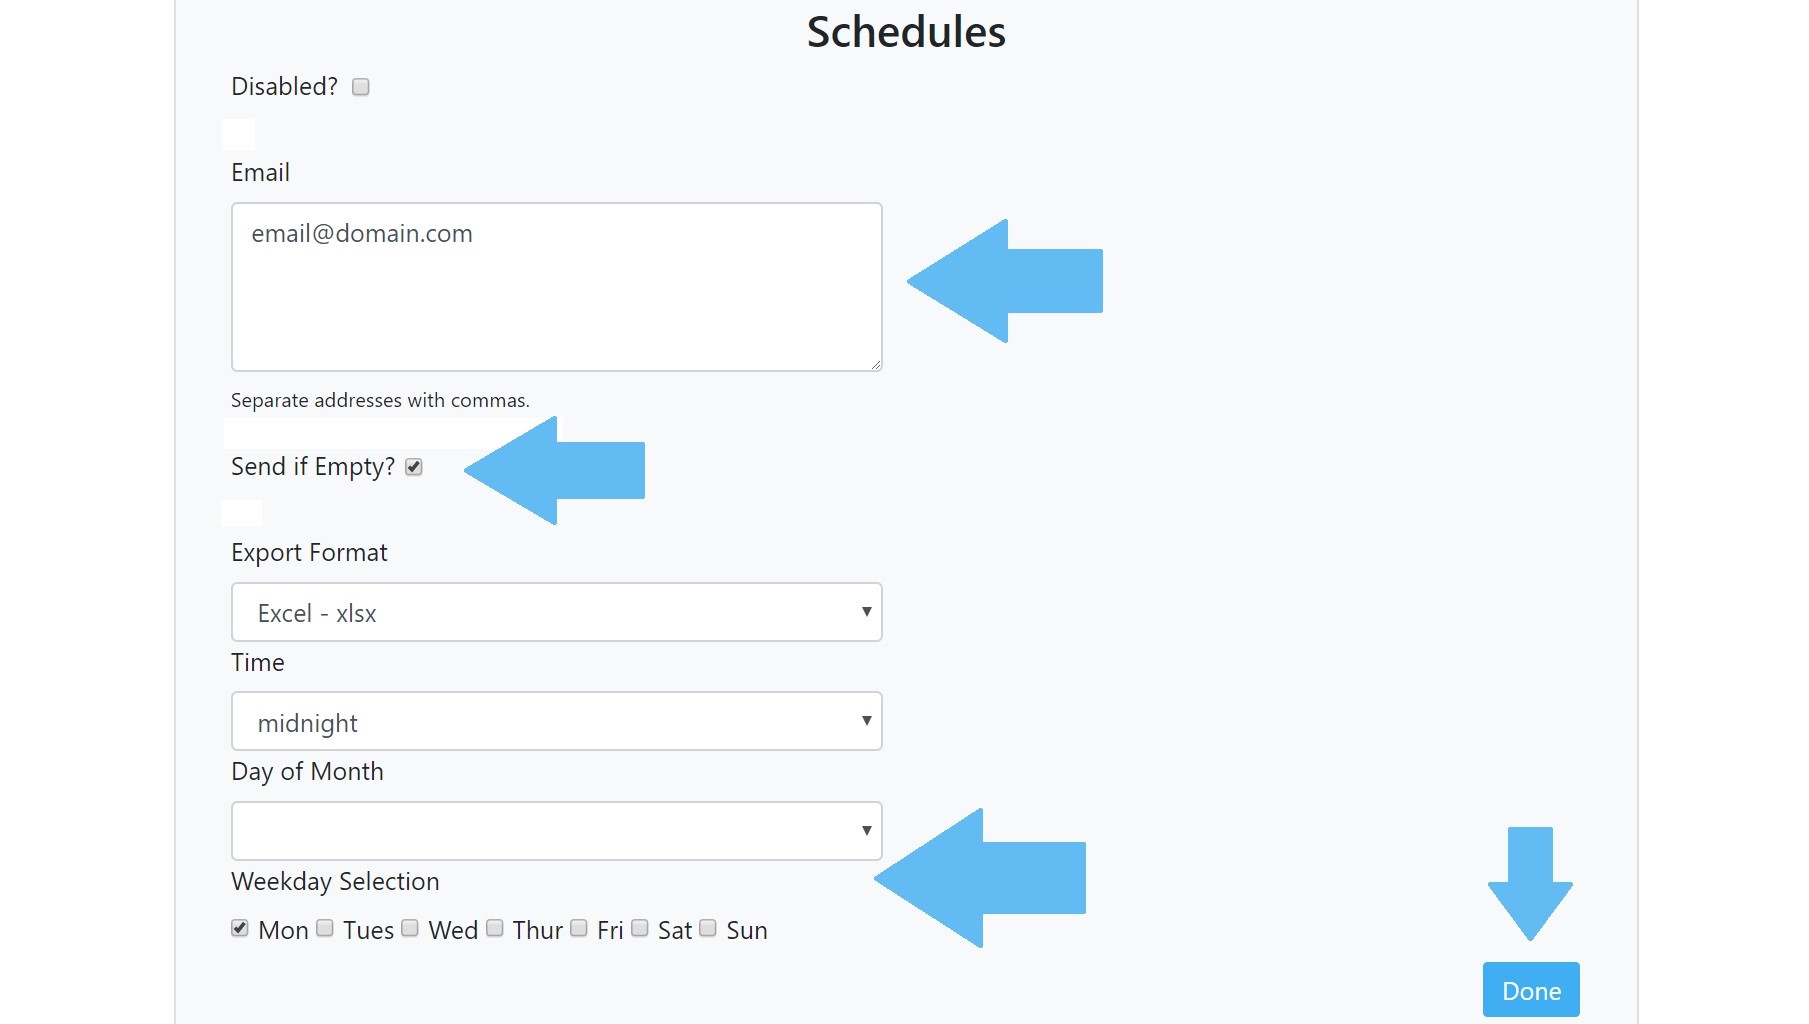 Schedules
Disabled?
Email
email@domain.com
Separate addresses with commas.
Send if Empty?
Export Format
Excel - xlsx
Time
midnight
Day of Month
Weekday Selection
Mon Tues Wed Thur Fri Sat Sun
Done